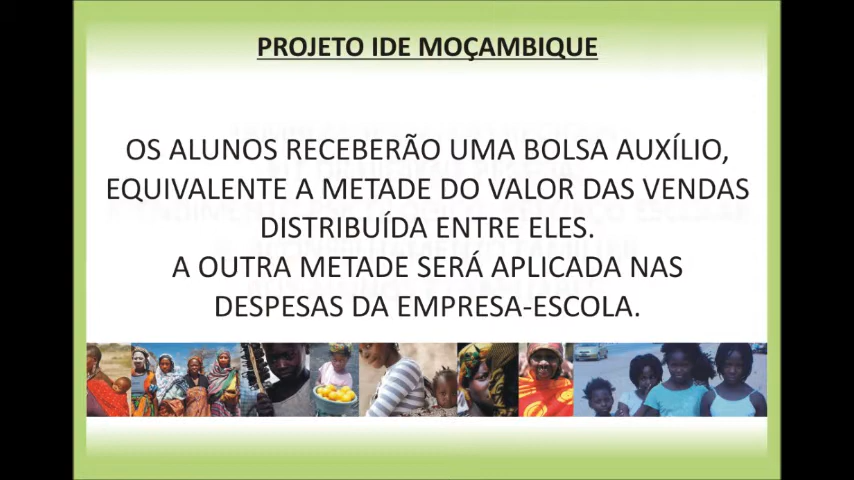 PROJETO IDE MOÇAMBIQUE
OS ALUNOS RECEBERÃO UMA BOLSA AUXÍLIO,
EQUIVALENTE A METADE DO VALOR DAS VENDAS
DISTRIBUÍDA ENTRE ELES.
A OUTRA METADE SERÁ APLICADA NAS
DESPESAS DA EMPRESA-ESCOLA.